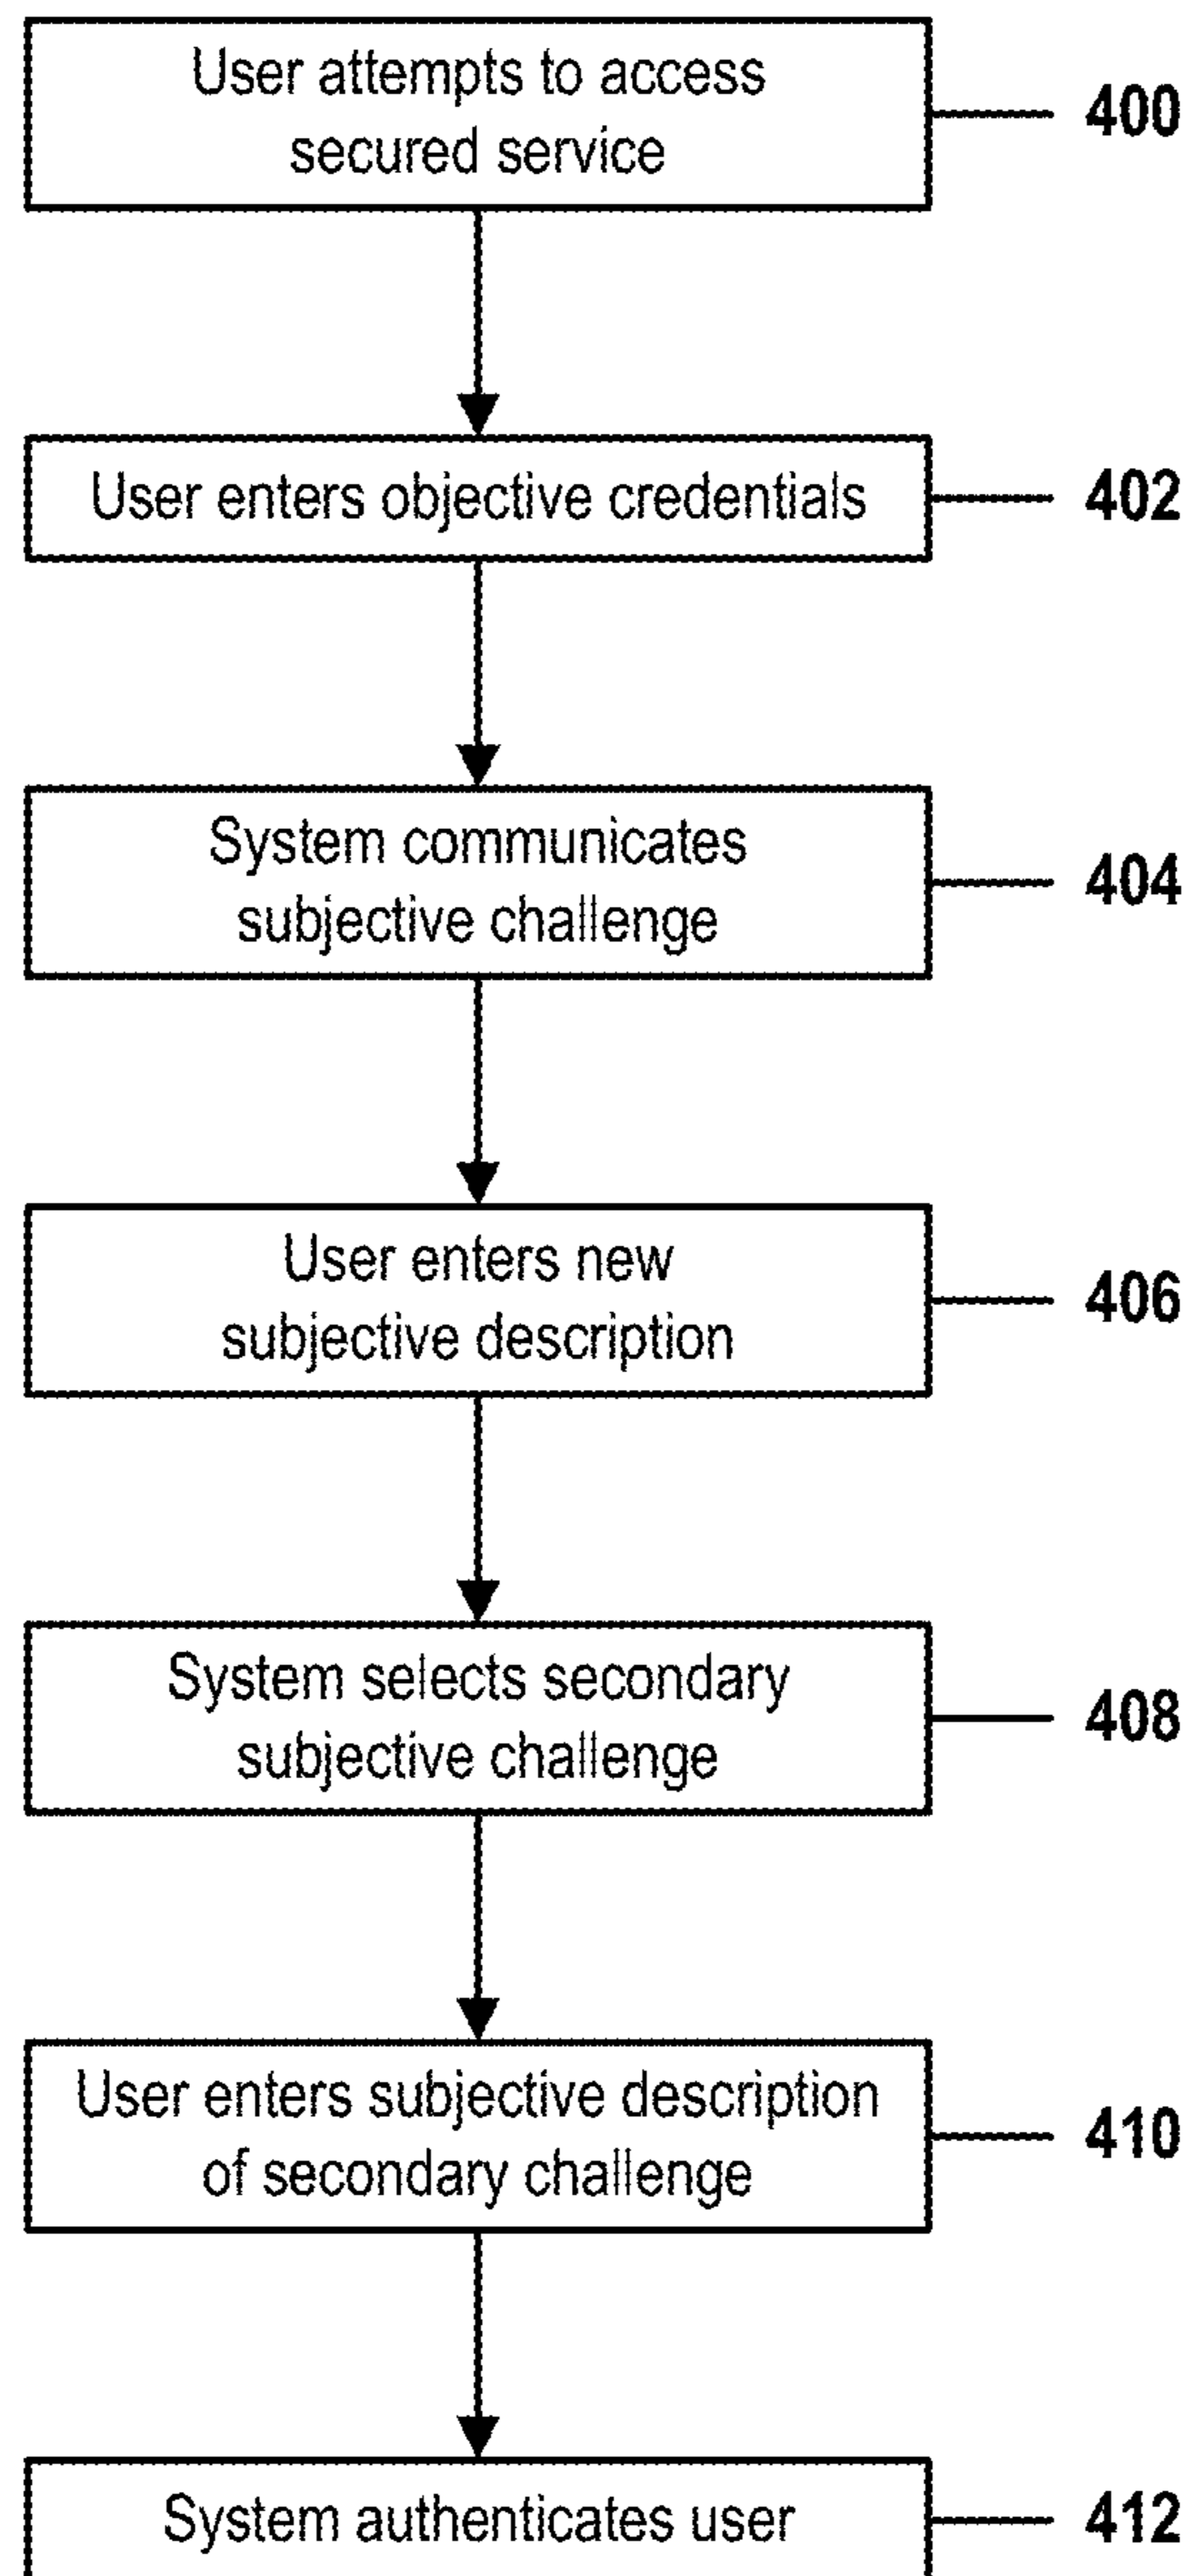 User attempts to access
secured service
400
User enters objective credentials
402
System communicates
subjective challenge
404
User enters new
subjective description
406
System selects secondary
subjective challenge
408
User enters subjective description
of secondary challenge
410
System authenticates user
412